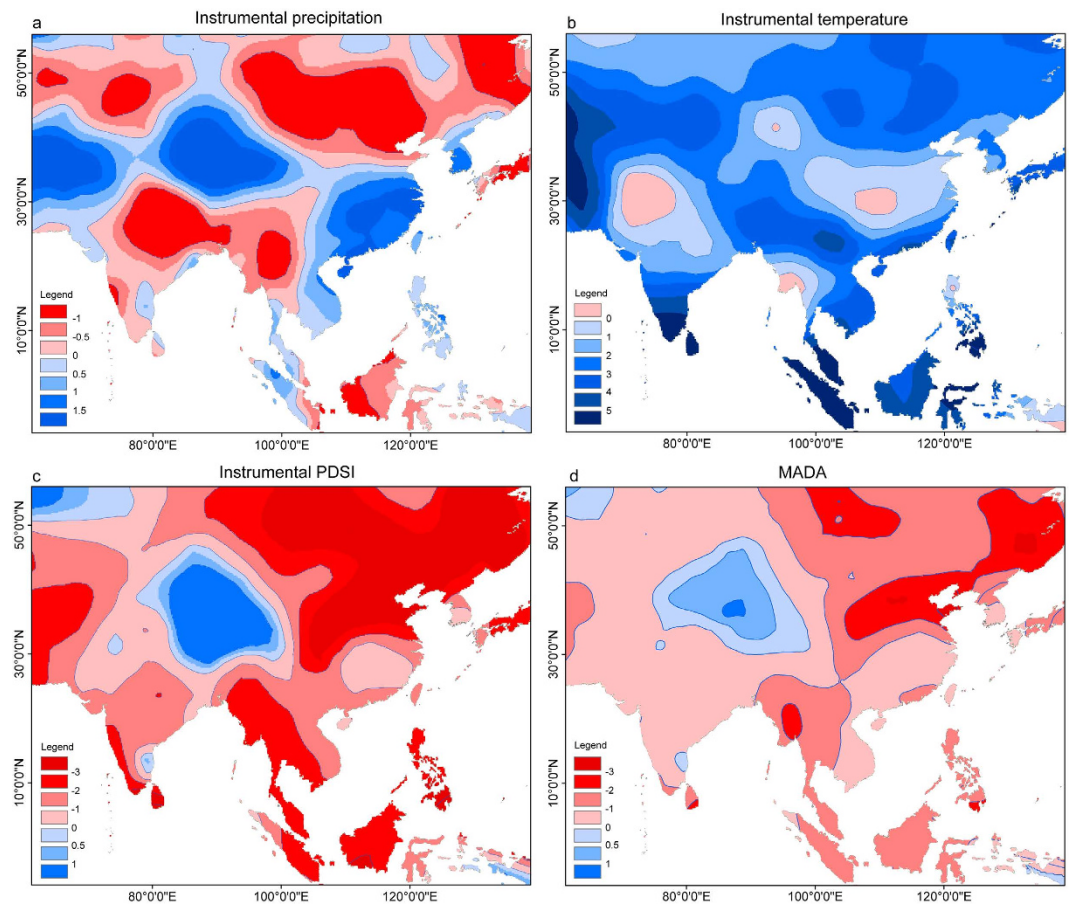 a
Instrumental precipitation
50°0'0"N
30°0'0"N
10°0'0"N
Legend
-1
-0.5
0
0.5
1
1.5
80°0'0"E
100°0'0"E
120°0'0"E
b
Instrumental temperature
50°0'0"N
30°0'0"N
10°0'0"N
Legend
0
1
1
2
3
4
5
80°0'0"E
100°0'0"E
120°0'0"E
c
Instrumental PDSI
50°0'0"N
30°0'0"N
10°0'0"N
Legend
-3
-2
-1
0
0.5
1
80°0'0"E
100°0'0"E
120°0'0"E
d
MADA
50°0'0"N
30°0'0"N
10°0'0"N
Legend
-3
-2
-1
0
0.5
1
80°0'0"E
100°0'0"E
120°0'0"E